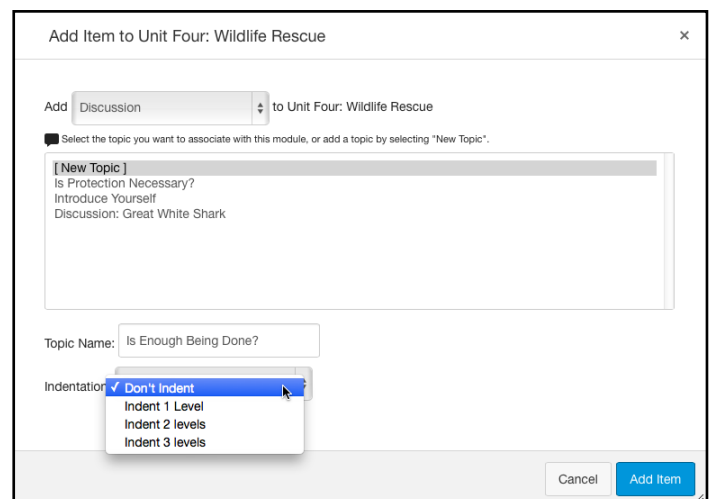 Add Item to Unit Four: Wildlife Rescue ×
Add Discussion to Unit Four: Wildlife Rescue
Select the topic you want to associate with this module, or add a topic by selecting "New Topic".
[ New Topic ]
Is Protection Necessary?
Introduce Yourself
Discussion: Great White Shark
Topic Name: Is Enough Being Done?
Indentation ✓ Don't Indent
Indent 1 Level
Indent 2 levels
Indent 3 levels
Cancel Add Item